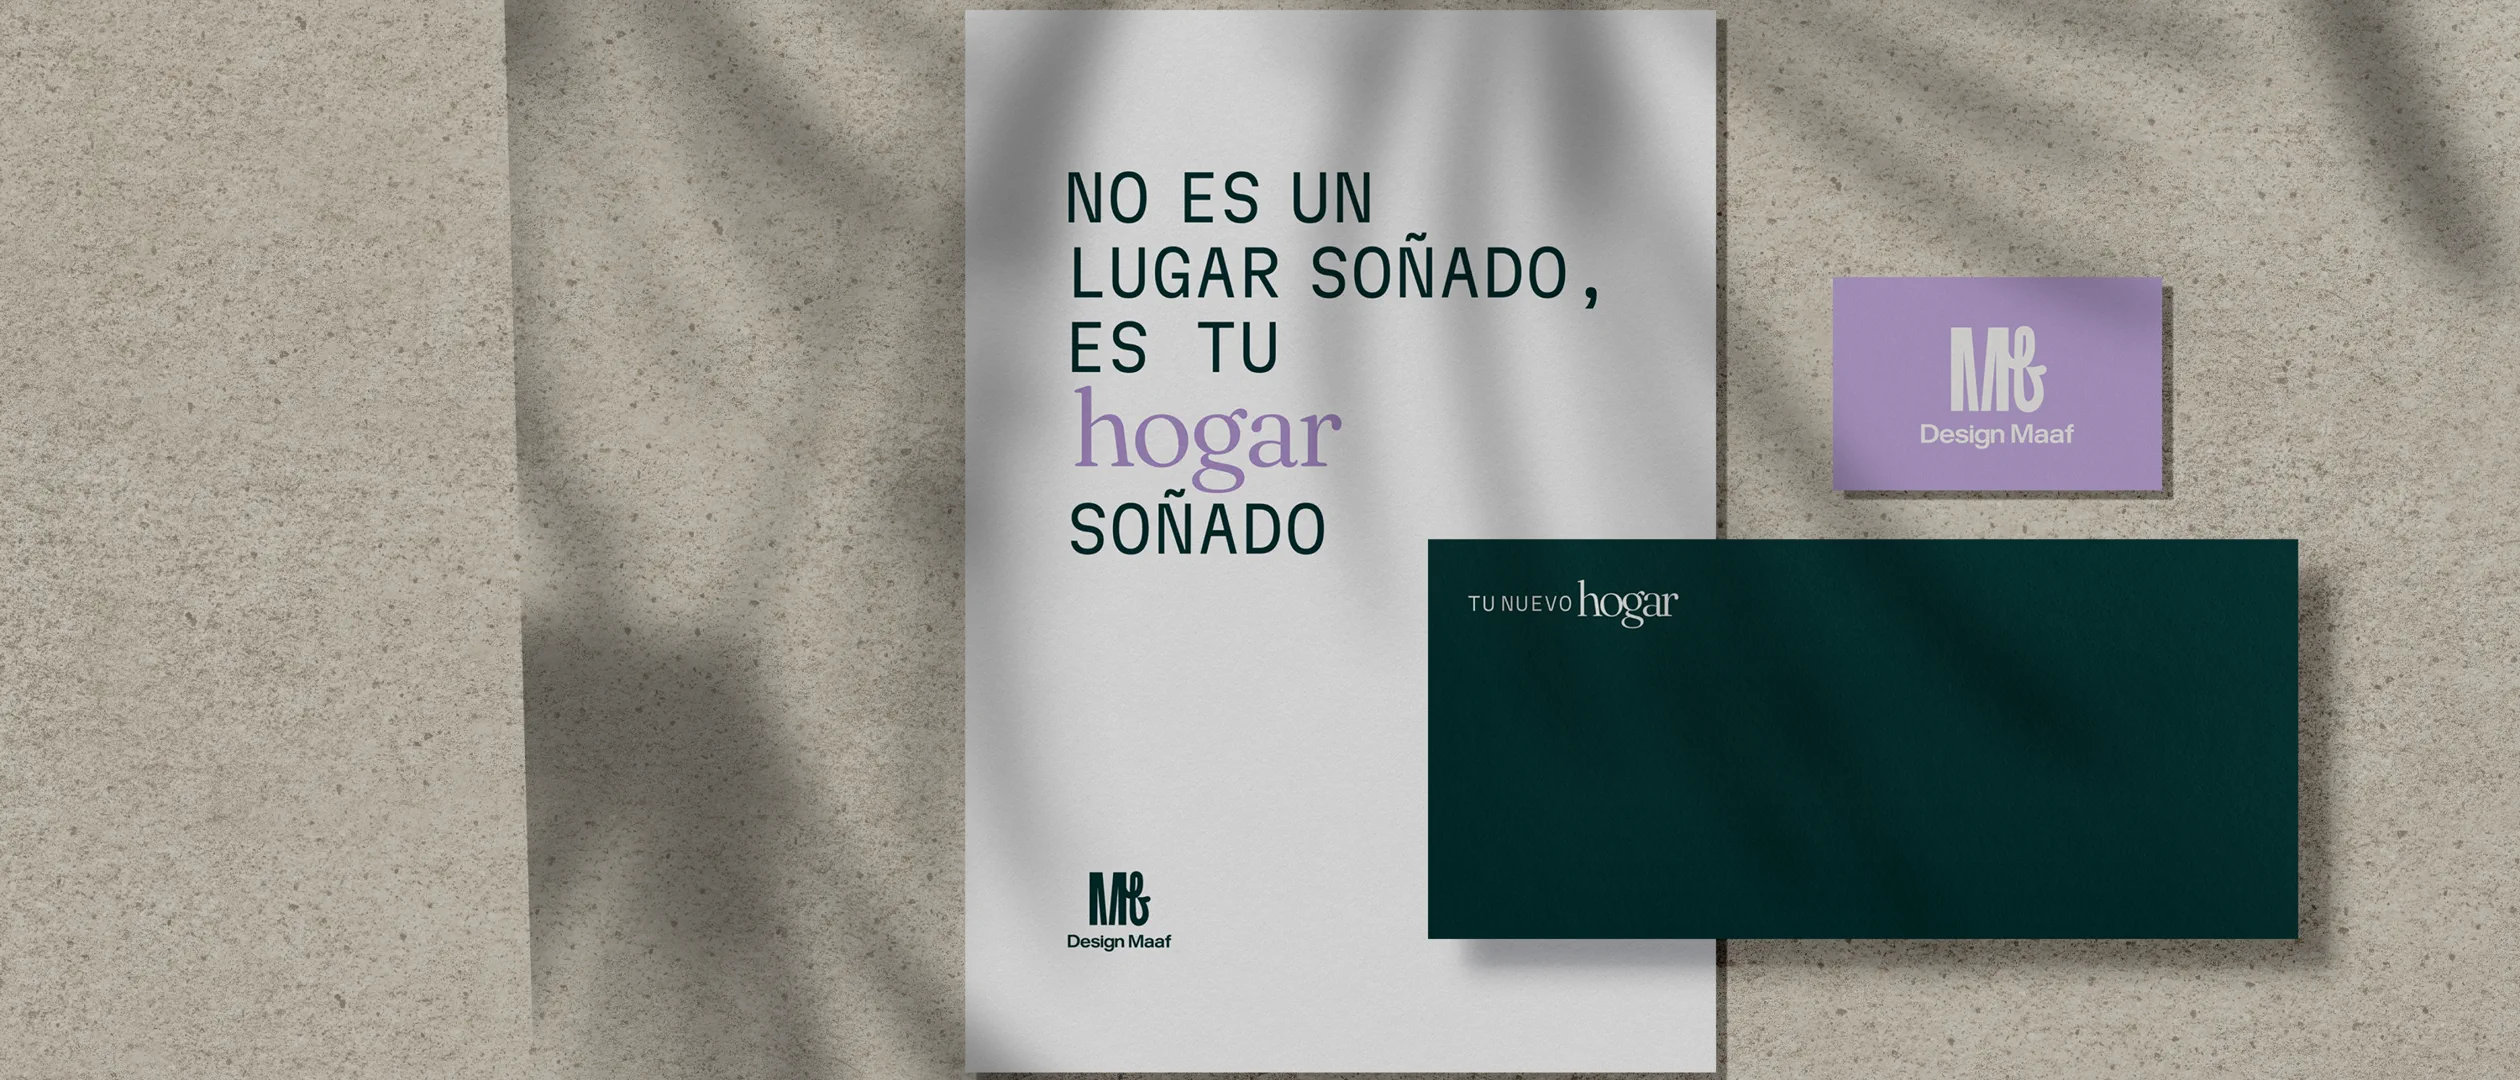 NO ES UN
LUGAR SOÑADO,
ES TU
hogar
SOÑADO
M&
Design Maaf
M&
Design Maaf
TU NUEVO hogar